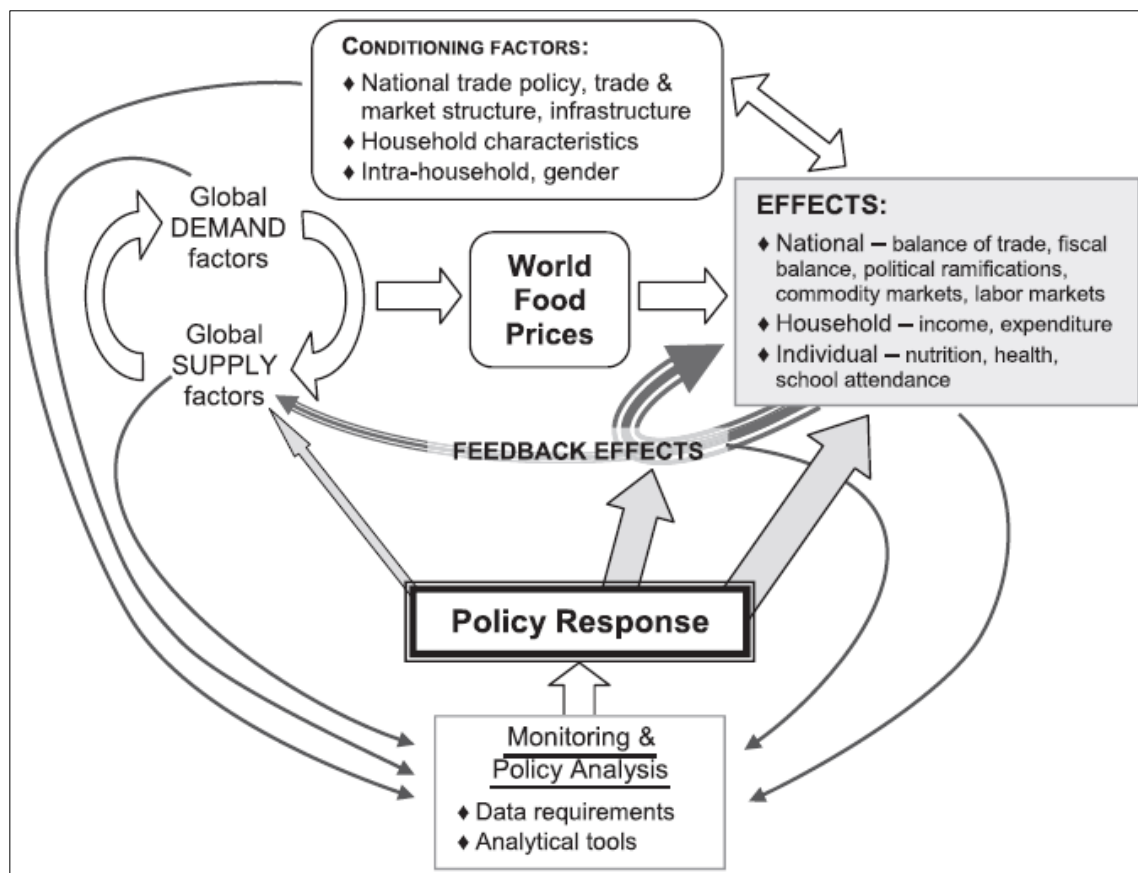 CONDITIONING FACTORS:
♦ National trade policy, trade &
market structure, infrastructure
♦ Household characteristics
♦ Intra-household, gender
Global
DEMAND
factors
Global
SUPPLY
factors
World
Food
Prices
EFFECTS:
♦ National – balance of trade, fiscal
balance, political ramifications,
commodity markets, labor markets
♦ Household – income, expenditure
♦ Individual – nutrition, health,
school attendance
FEEDBACK EFFECTS
Policy Response
Monitoring &
Policy Analysis
♦ Data requirements
♦ Analytical tools